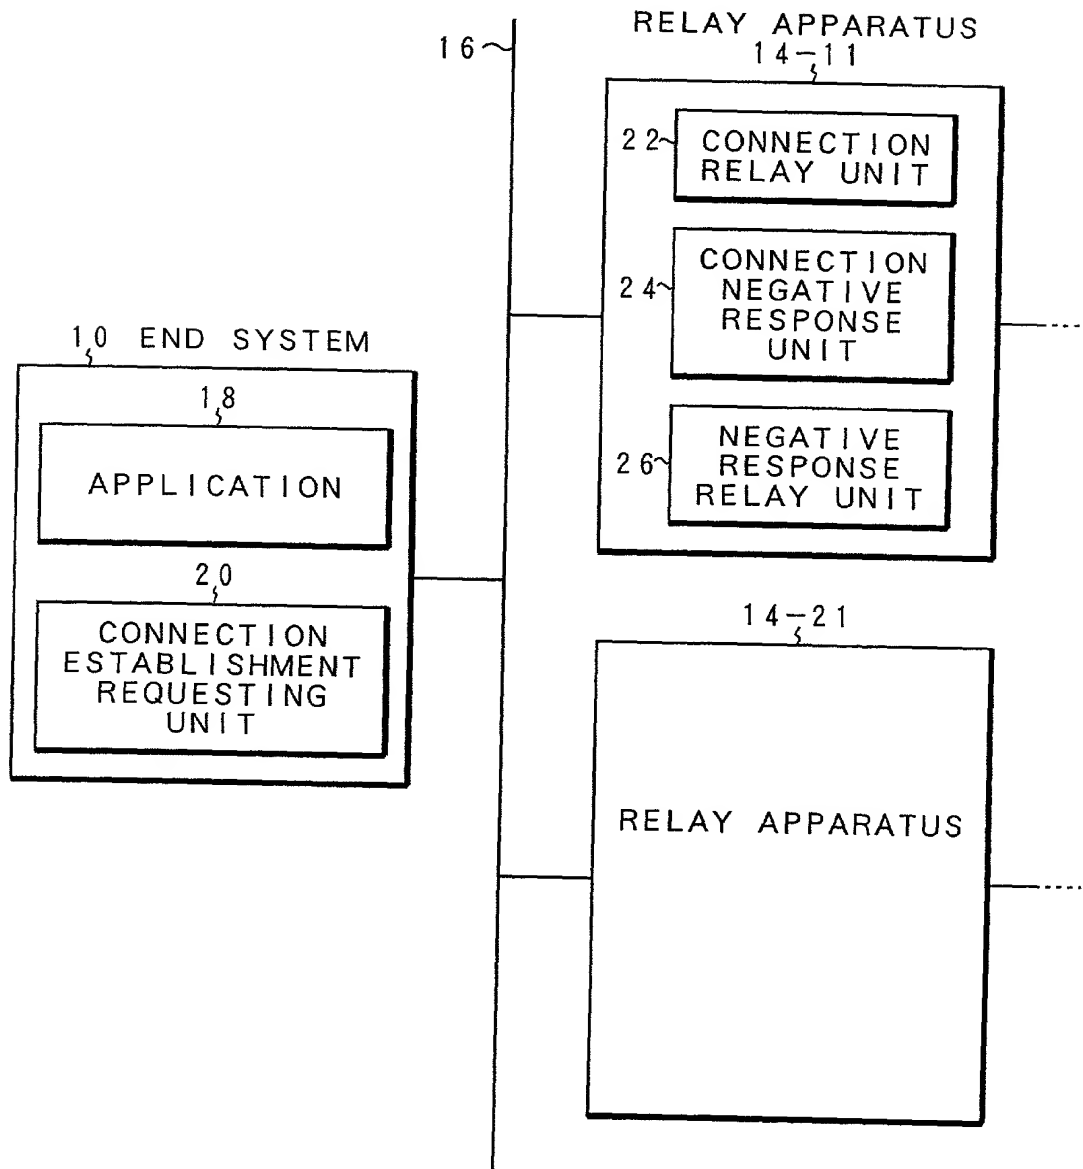 16
RELAY APPARATUS
14-11
22
CONNECTION
RELAY UNIT
24
CONNECTION
NEGATIVE
RESPONSE
UNIT
26
NEGATIVE
RESPONSE
RELAY UNIT
10 END SYSTEM
18
APPLICATION
20
CONNECTION
ESTABLISHMENT
REQUESTING
UNIT
14-21
RELAY APPARATUS